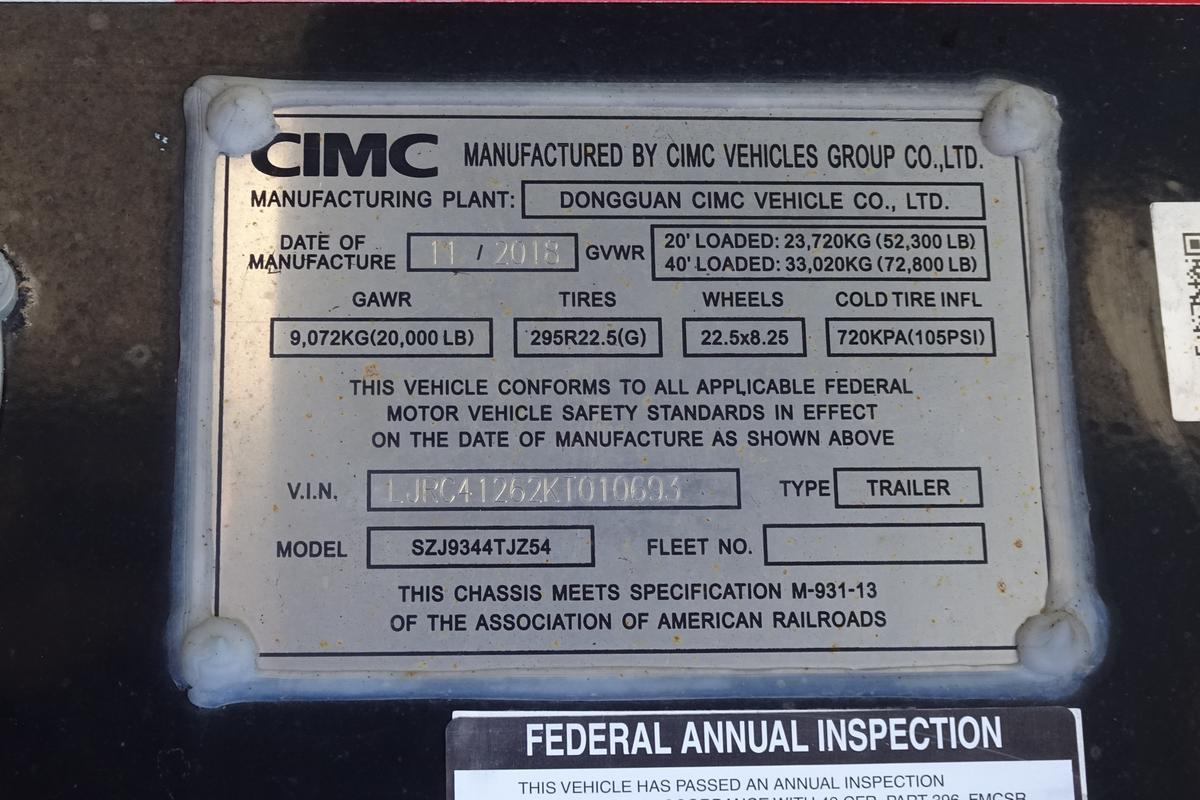 CIMC MANUFACTURED BY CIMC VEHICLES GROUP CO.,LTD.
MANUFACTURING PLANT: DONGGUAN CIMC VEHICLE CO., LTD.
DATE OF MANUFACTURE 11 / 2018 GVWR 20' LOADED: 23,720KG (52,300 LB)
40' LOADED: 33,020KG (72,800 LB)
GAWR TIRES WHEELS COLD TIRE INFL
9,072KG(20,000 LB) 295R22.5(G) 22.5x8.25 720KPA(105PSI)
THIS VEHICLE CONFORMS TO ALL APPLICABLE FEDERAL
MOTOR VEHICLE SAFETY STANDARDS IN EFFECT
ON THE DATE OF MANUFACTURE AS SHOWN ABOVE
V.I.N. LJRC41262KT010693 TYPE TRAILER
MODEL SZJ9344TJZ54 FLEET NO.
THIS CHASSIS MEETS SPECIFICATION M-931-13
OF THE ASSOCIATION OF AMERICAN RAILROADS
FEDERAL ANNUAL INSPECTION
THIS VEHICLE HAS PASSED AN ANNUAL INSPECTION